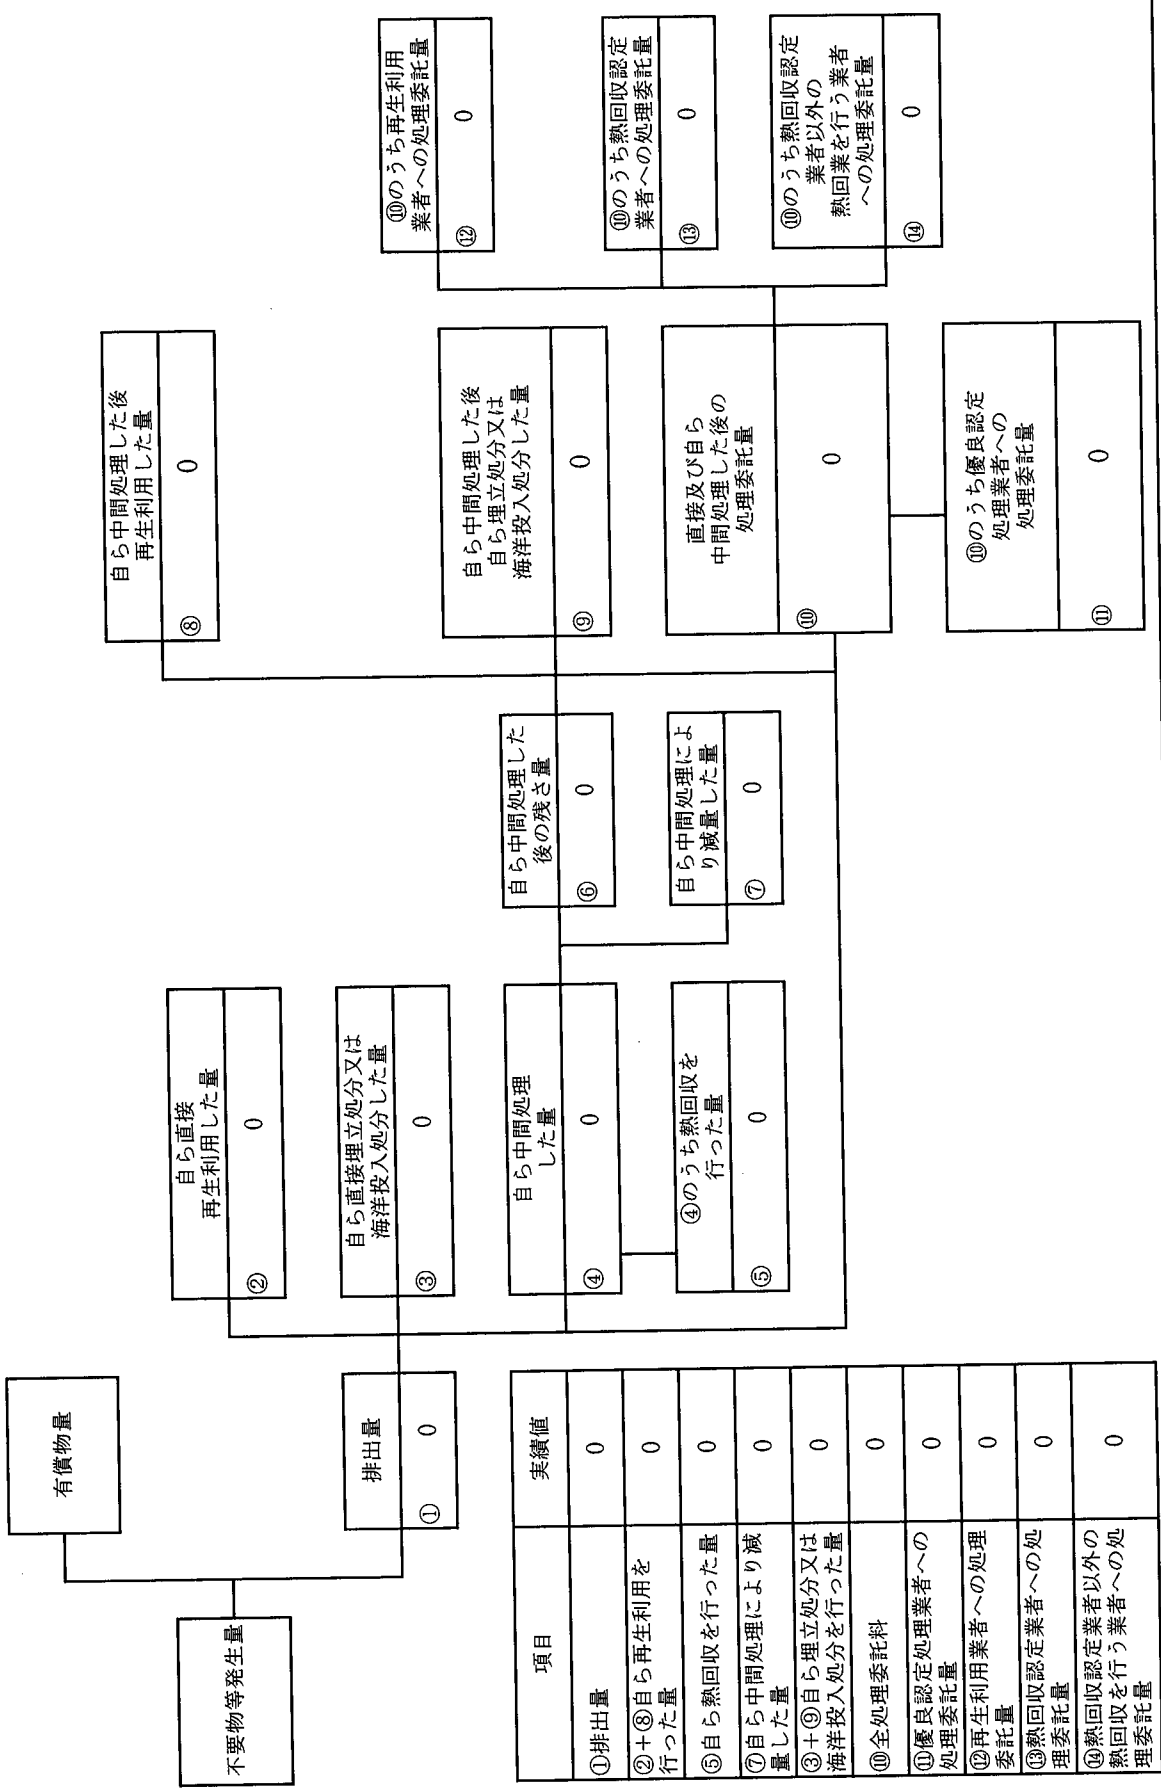 有償物量
不要物等発生量
排出量
① 0
自ら直接
再生利用した量
② 0
自ら直接埋立処分又は
海洋投入処分した量
③ 0
自ら中間処理
した量
④ 0
④のうち熱回収を
行った量
⑤ 0
自ら中間処理した
後の残さ量
⑥ 0
自ら中間処理によ
り減量した量
⑦ 0
自ら中間処理した後
再生利用した量
⑧ 0
自ら中間処理した後
自ら埋立処分又は
海洋投入処分した量
⑨ 0
直接及び自ら
中間処理した後の
処理委託量
⑩ 0
⑩のうち優良認定
処理業者への
処理委託量
⑪ 0
⑩のうち再生利用
業者への処理委託量
⑫ 0
⑩のうち熱回収認定
業者への処理委託量
⑬ 0
⑩のうち熱回収認定
業者以外の
熱回業を行う業者
への処理委託量
⑭ 0
項目 実績値
①排出量 0
②+⑧自ら再生利用を
行った量 0
⑤自ら熱回収を行った量 0
⑦自ら中間処理により減
量した量 0
③+⑨自ら埋立処分又は
海洋投入処分を行った量 0
⑩全処理委託料 0
⑪優良認定処理業者への
処理委託量 0
⑫再生利用業者への処理
委託量 0
⑬熱回収認定業者への処
理委託量 0
⑭熱回収認定業者以外の
熱回収を行う業者への処
理委託量 0